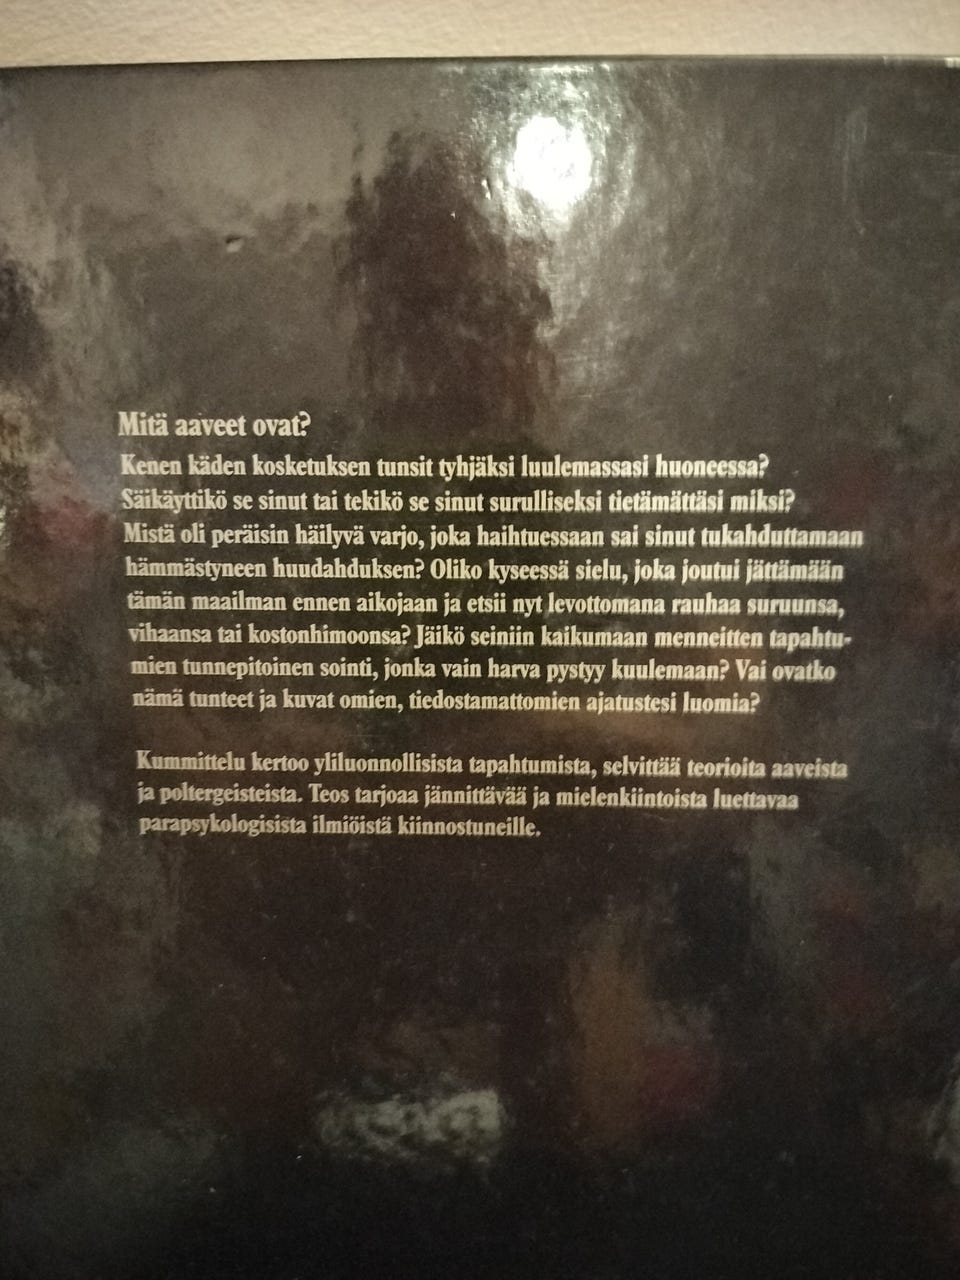 Mitä aaveet ovat?
Kenen käden kosketuksen tunsit tyhjäksi luulemassasi huoneessa?
Säikäyttikö se sinut tai tekikö se sinut surulliseksi tietämättäsi miksi?
Mistä oli peräisin häilyvä varjo, joka haihtuessaan sai sinut tukahduttamaan
hämmästyneen huudahduksen? Oliko kyseessä sielu, joka joutui jättämään
tämän maailman ennen aikojaan ja etsii nyt levottomana rauhaa suruunsa,
vihaansa tai kostonhimoonsa? Jäikö seiniin kaikumaan menneitten tapahtu-
mien tunnepitoinen sointi, jonka vain harva pystyy kuulemaan? Vai ovatko
nämä tunteet ja kuvat omien, tiedostamattomien ajatustesi luomia?
Kummittelu kertoo yliluonnollisista tapahtumista, selvittää teorioita aaveista
ja poltergeisteista. Teos tarjoaa jännittävää ja mielenkiintoista luettavaa
parapsykologisista ilmiöistä kiinnostuneille.